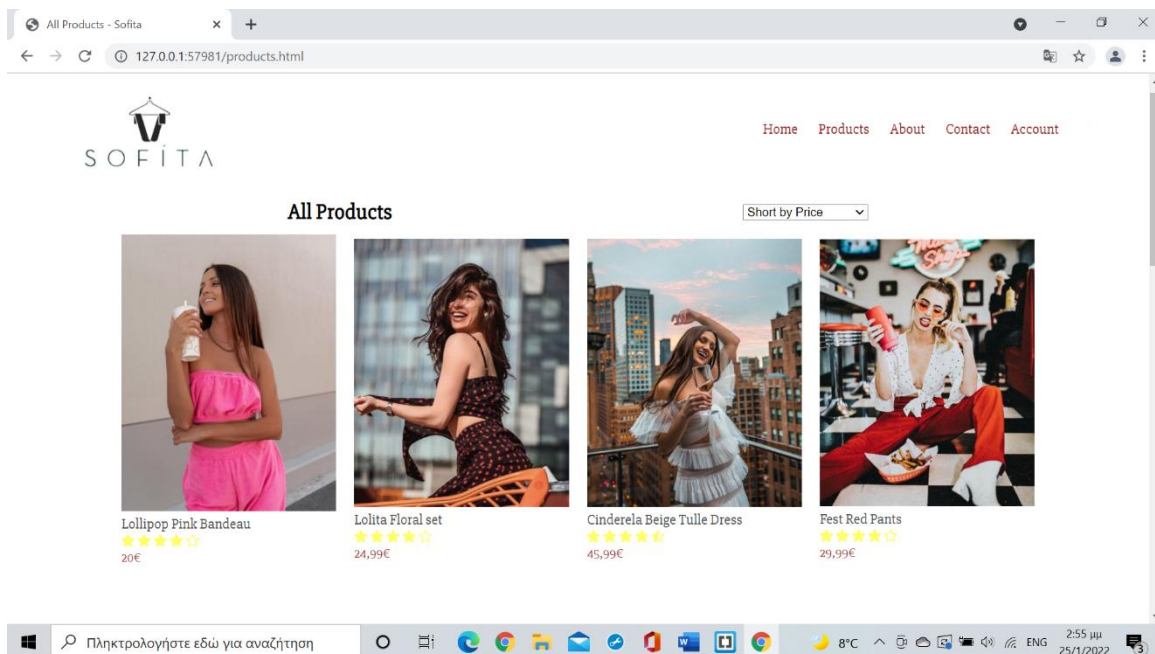 All Products - Sofita
127.0.0.1:57981/products.html
SOFÍTA
Home Products About Contact Account
All Products
Short by Price
Lollipop Pink Bandeau
20€
Lolita Floral set
24,99€
Cinderela Beige Tulle Dress
45,99€
Fest Red Pants
29,99€
Πληκτρολογήστε εδώ για αναζήτηση
8°C
ENG
2:55 μμ
25/1/2022
3